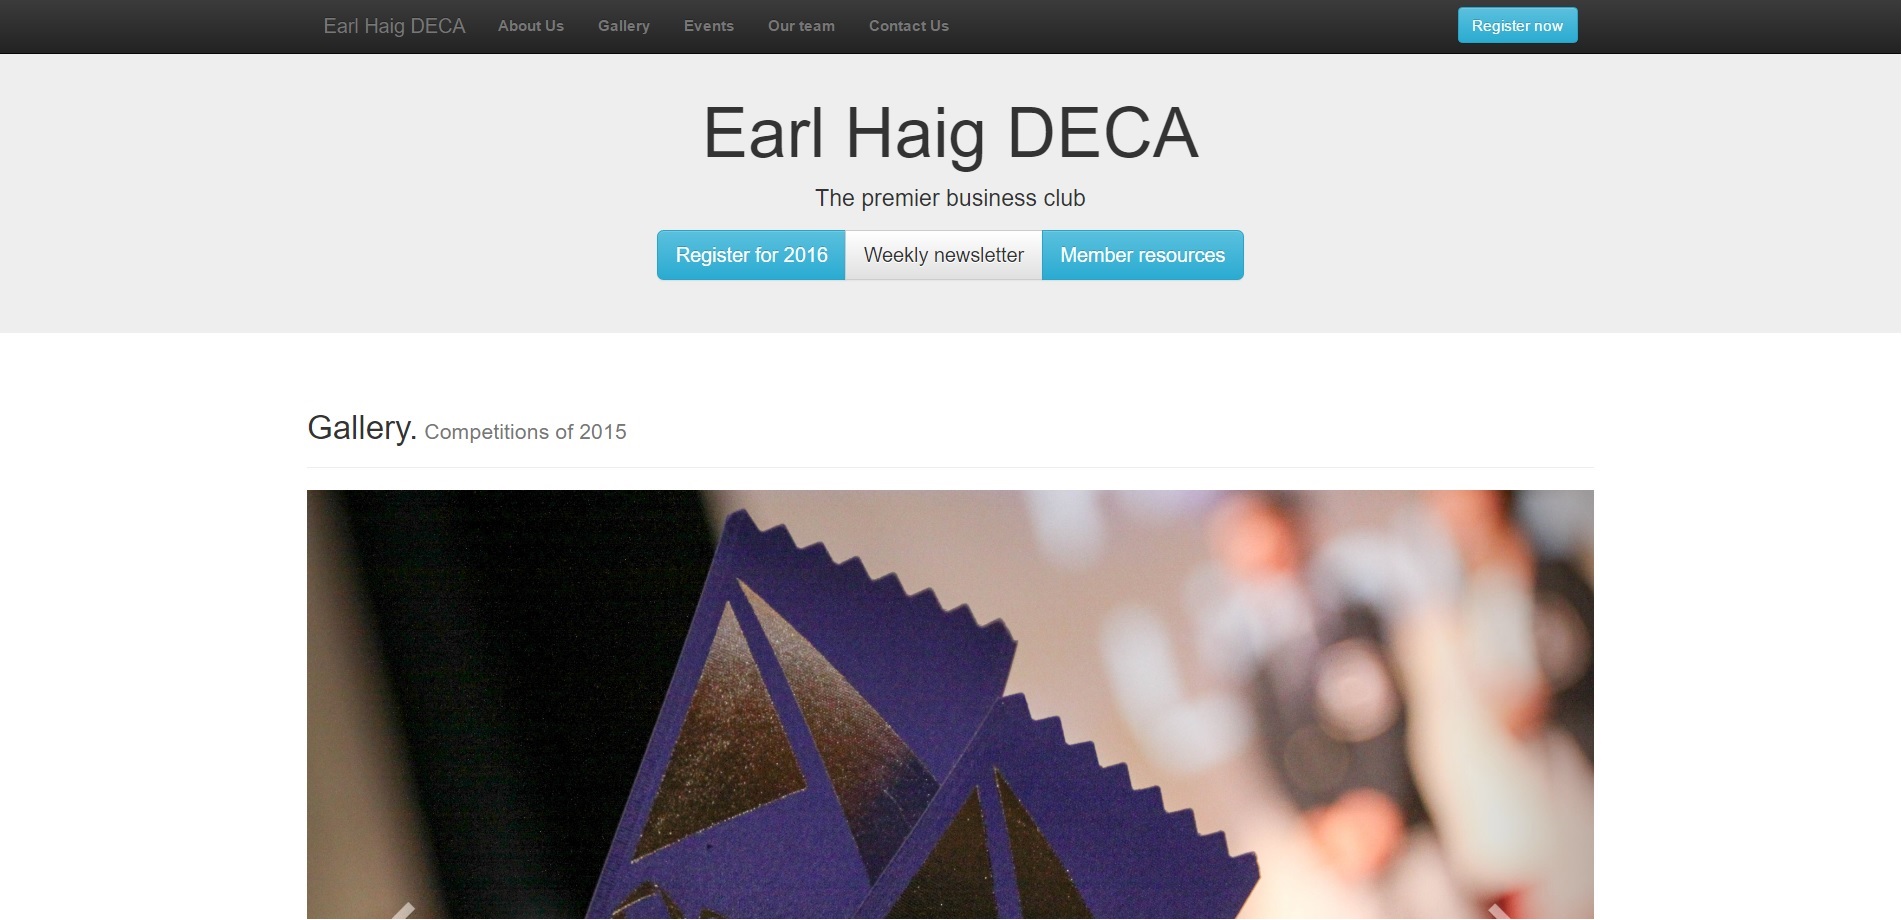 Earl Haig DECA About Us Gallery Events Our team Contact Us Register now
Earl Haig DECA
The premier business club
Register for 2016 Weekly newsletter Member resources
Gallery. Competitions of 2015